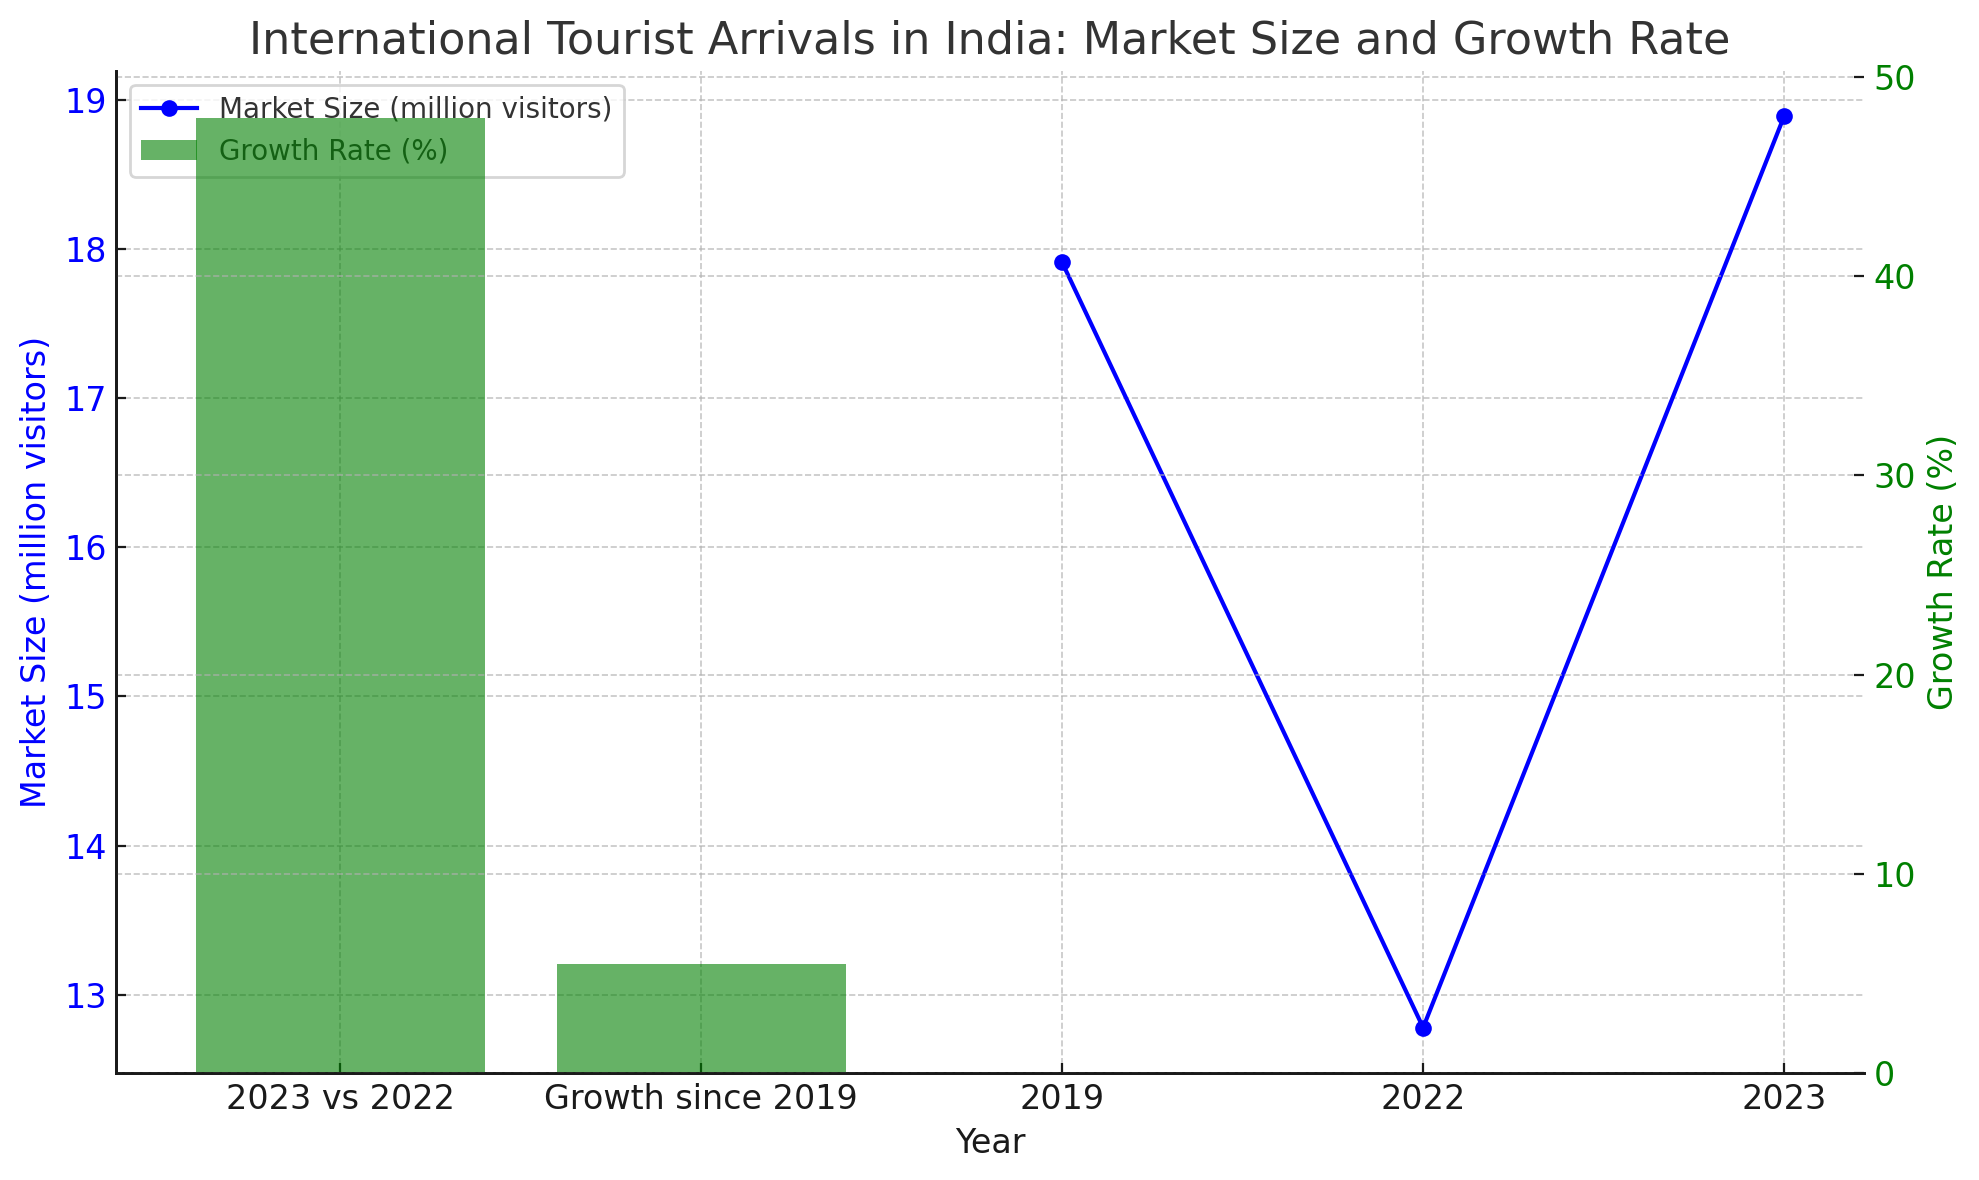 International Tourist Arrivals in India: Market Size and Growth Rate
Market Size (million visitors)
Growth Rate (%)
19
18
17
16
15
14
13
Market Size (million visitors)
50
40
30
20
10
0
Growth Rate (%)
2023 vs 2022
Growth since 2019
2019
2022
2023
Year